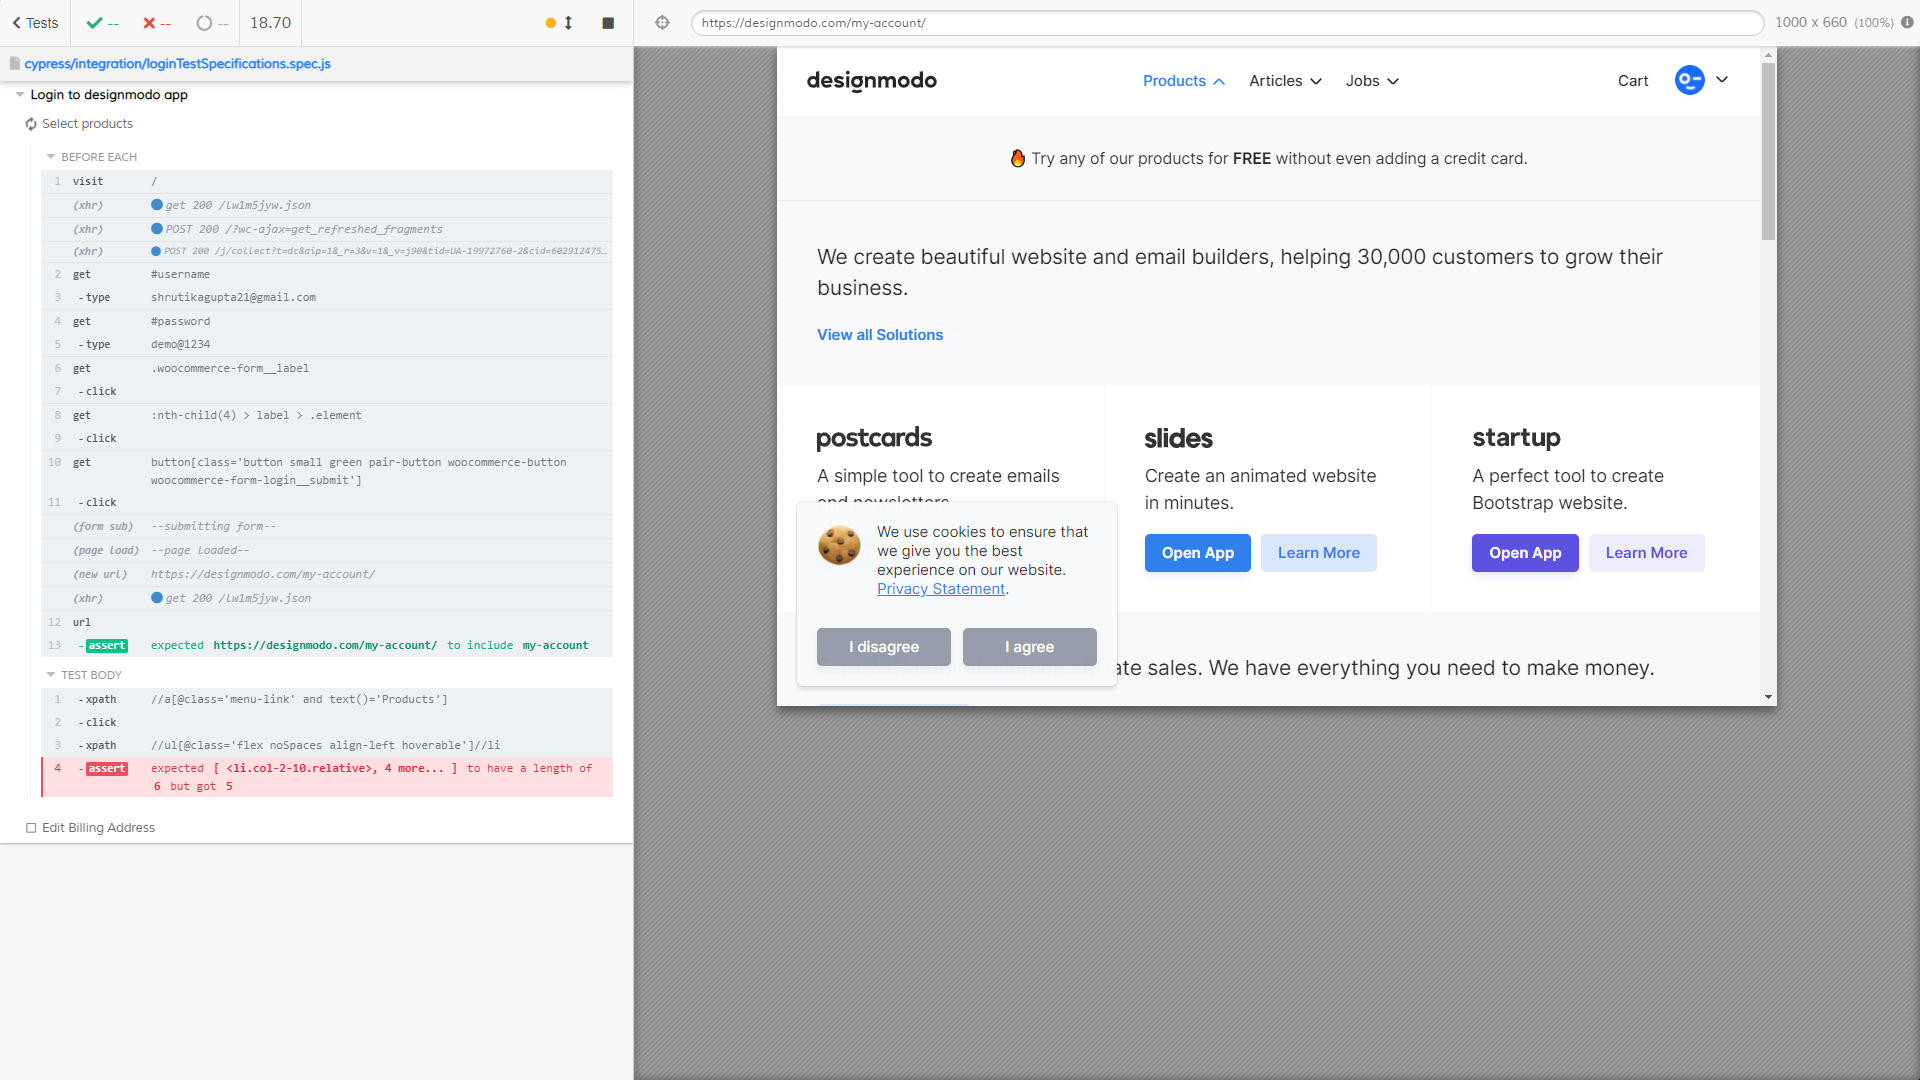 Tests
--
--
--
18.70
cypress/integration/loginTestSpecifications.spec.js
Login to designmodo app
Select products
BEFORE EACH
1 visit /
(xhr) get 200 /lw1m5jyw.json
(xhr) POST 200 /?wc-ajax=get_refreshed_fragments
(xhr) POST 200 /j/collect?t=dc&aip=1&_r=3&v=1&_v=j90&tid=UA-19972760-2&cid=602912475...
2 get #username
3 -type shrutikagupta21@gmail.com
4 get #password
5 -type demo@1234
6 get .woocommerce-form__label
7 -click
8 get :nth-child(4) > label > .element
9 -click
10 get button[class='button small green pair-button woocommerce-button
woocommerce-form-login__submit']
11 -click
(form sub) --submitting form--
(page load) --page loaded--
(new url) https://designmodo.com/my-account/
(xhr) get 200 /lw1m5jyw.json
12 url
13 -assert expected https://designmodo.com/my-account/ to include my-account
TEST BODY
1 -xpath //a[@class='menu-link' and text()='Products']
2 -click
3 -xpath //ul[@class='flex noSpaces align-left hoverable']//li
4 -assert expected [ <li.col-2-10.relative>, 4 more... ] to have a length of
6 but got 5
Edit Billing Address
https://designmodo.com/my-account/
1000 x 660 (100%)
designmodo
Products
Articles
Jobs
Cart
Try any of our products for FREE without even adding a credit card.
We create beautiful website and email builders, helping 30,000 customers to grow their
business.
View all Solutions
postcards
A simple tool to create emails
and newsletters
slides
Create an animated website
in minutes.
Open App
Learn More
startup
A perfect tool to create
Bootstrap website.
Open App
Learn More
We use cookies to ensure that
we give you the best
experience on our website.
Privacy Statement.
I disagree
I agree
ate sales. We have everything you need to make money.